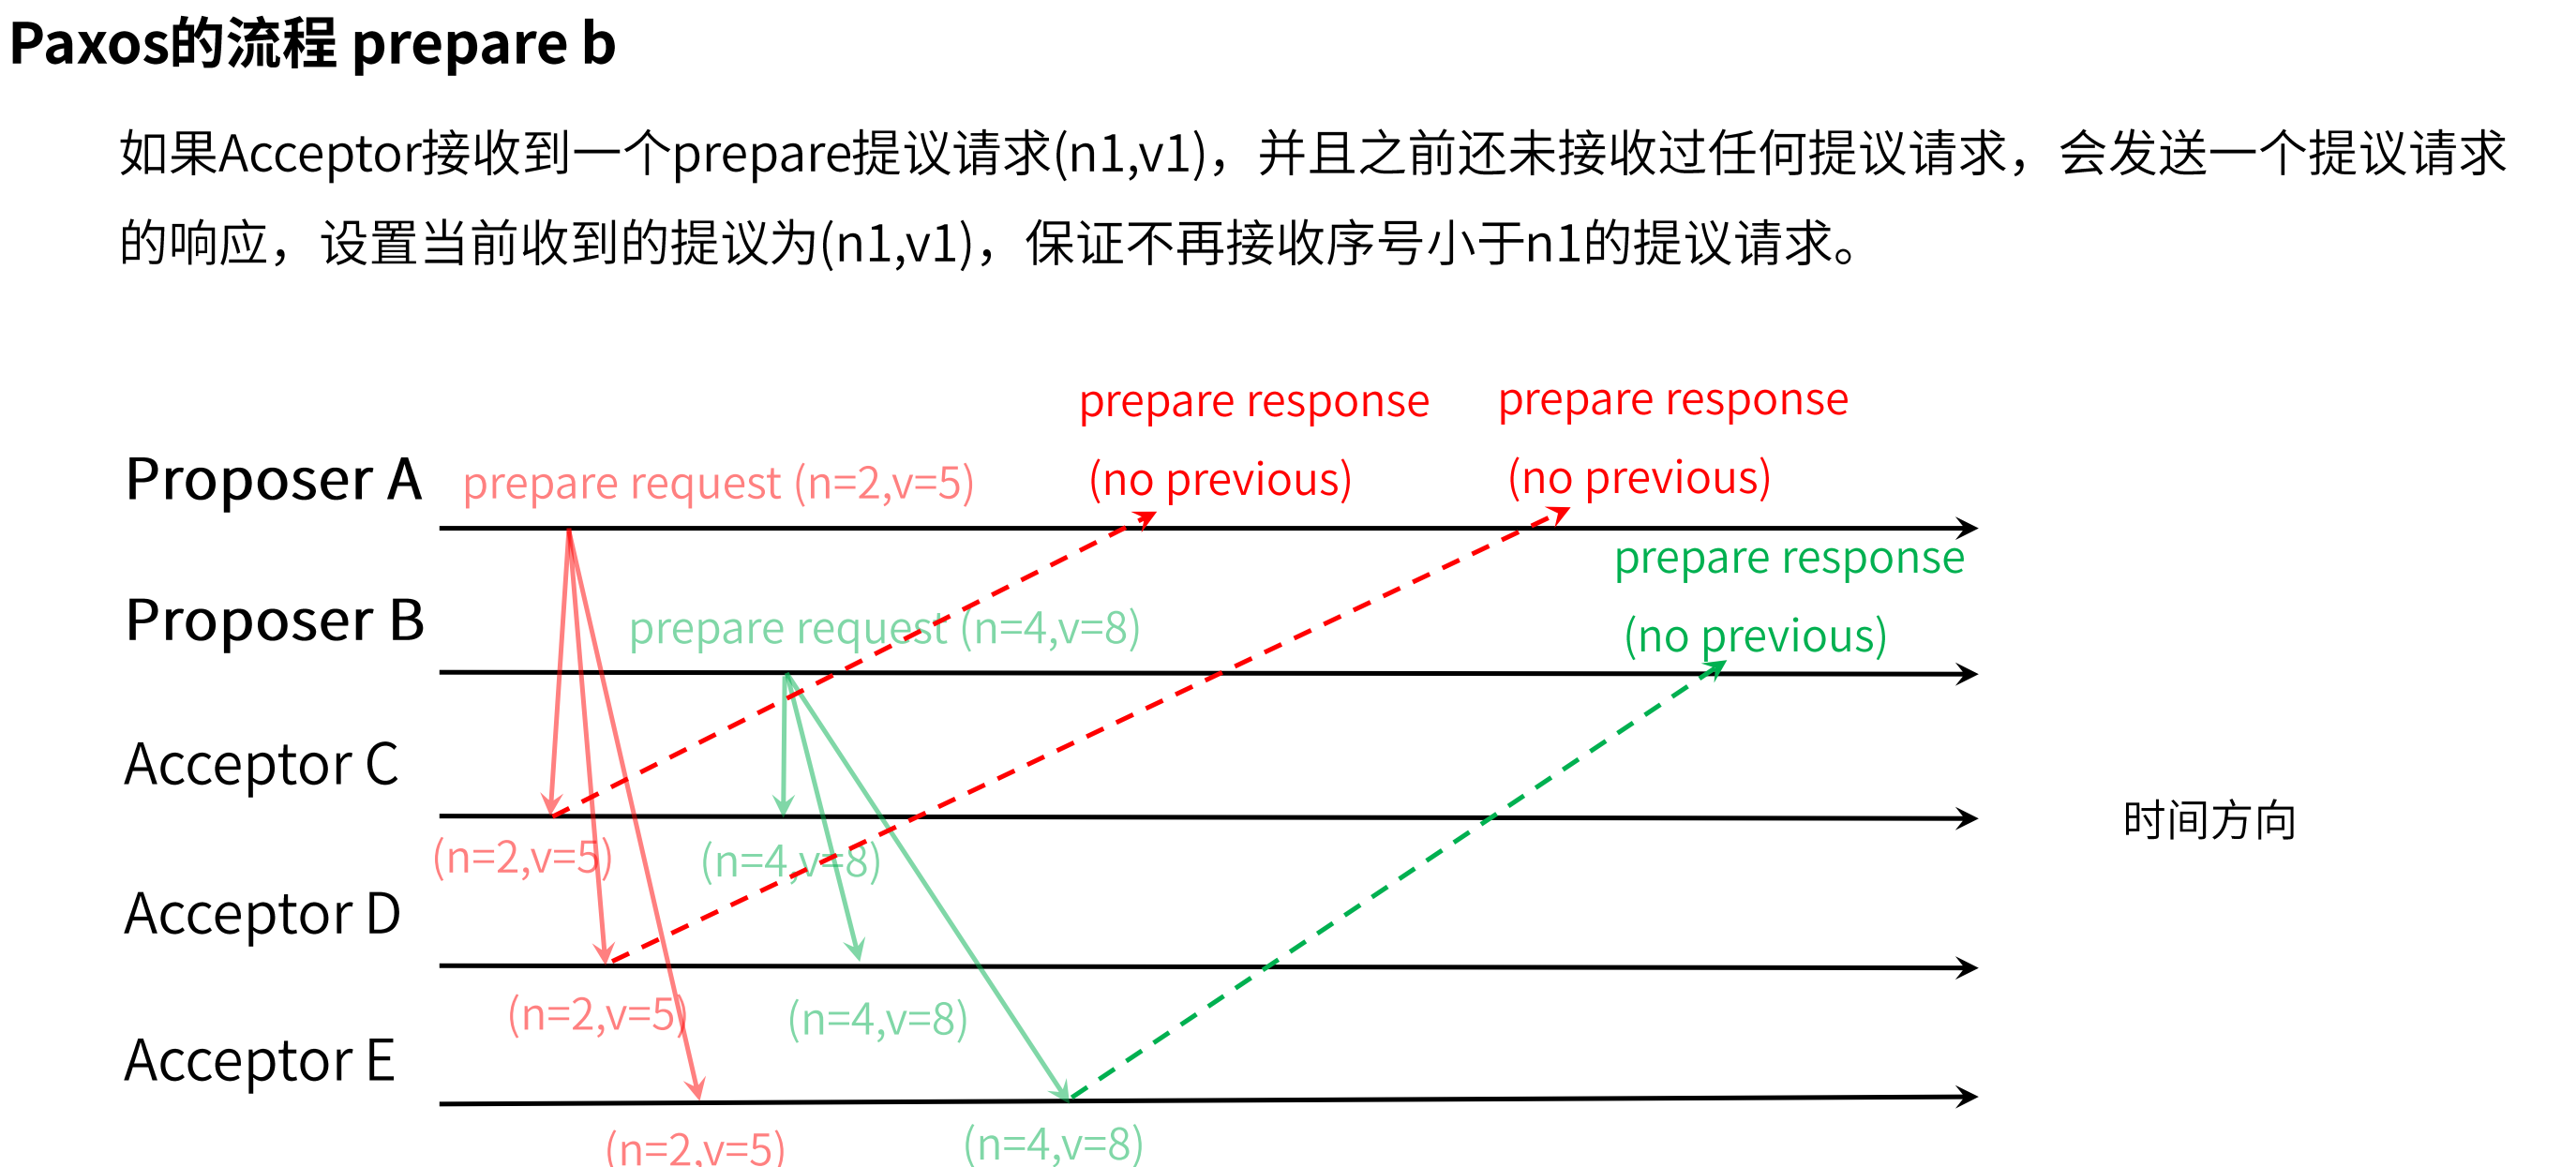 Paxos的流程 prepare b
如果Acceptor接收到一个prepare提议请求(n1,v1)，并且之前还未接收过任何提议请求，会发送一个提议请求
的响应，设置当前收到的提议为(n1,v1)，保证不再接收序号小于n1的提议请求。
prepare response
(no previous)
prepare response
(no previous)
Proposer A
prepare request (n=2,v=5)
prepare response
(no previous)
Proposer B
prepare request (n=4,v=8)
Acceptor C
时间方向
(n=2,v=5)
(n=4,v=8)
Acceptor D
(n=2,v=5)
(n=4,v=8)
Acceptor E
(n=2,v=5)
(n=4,v=8)